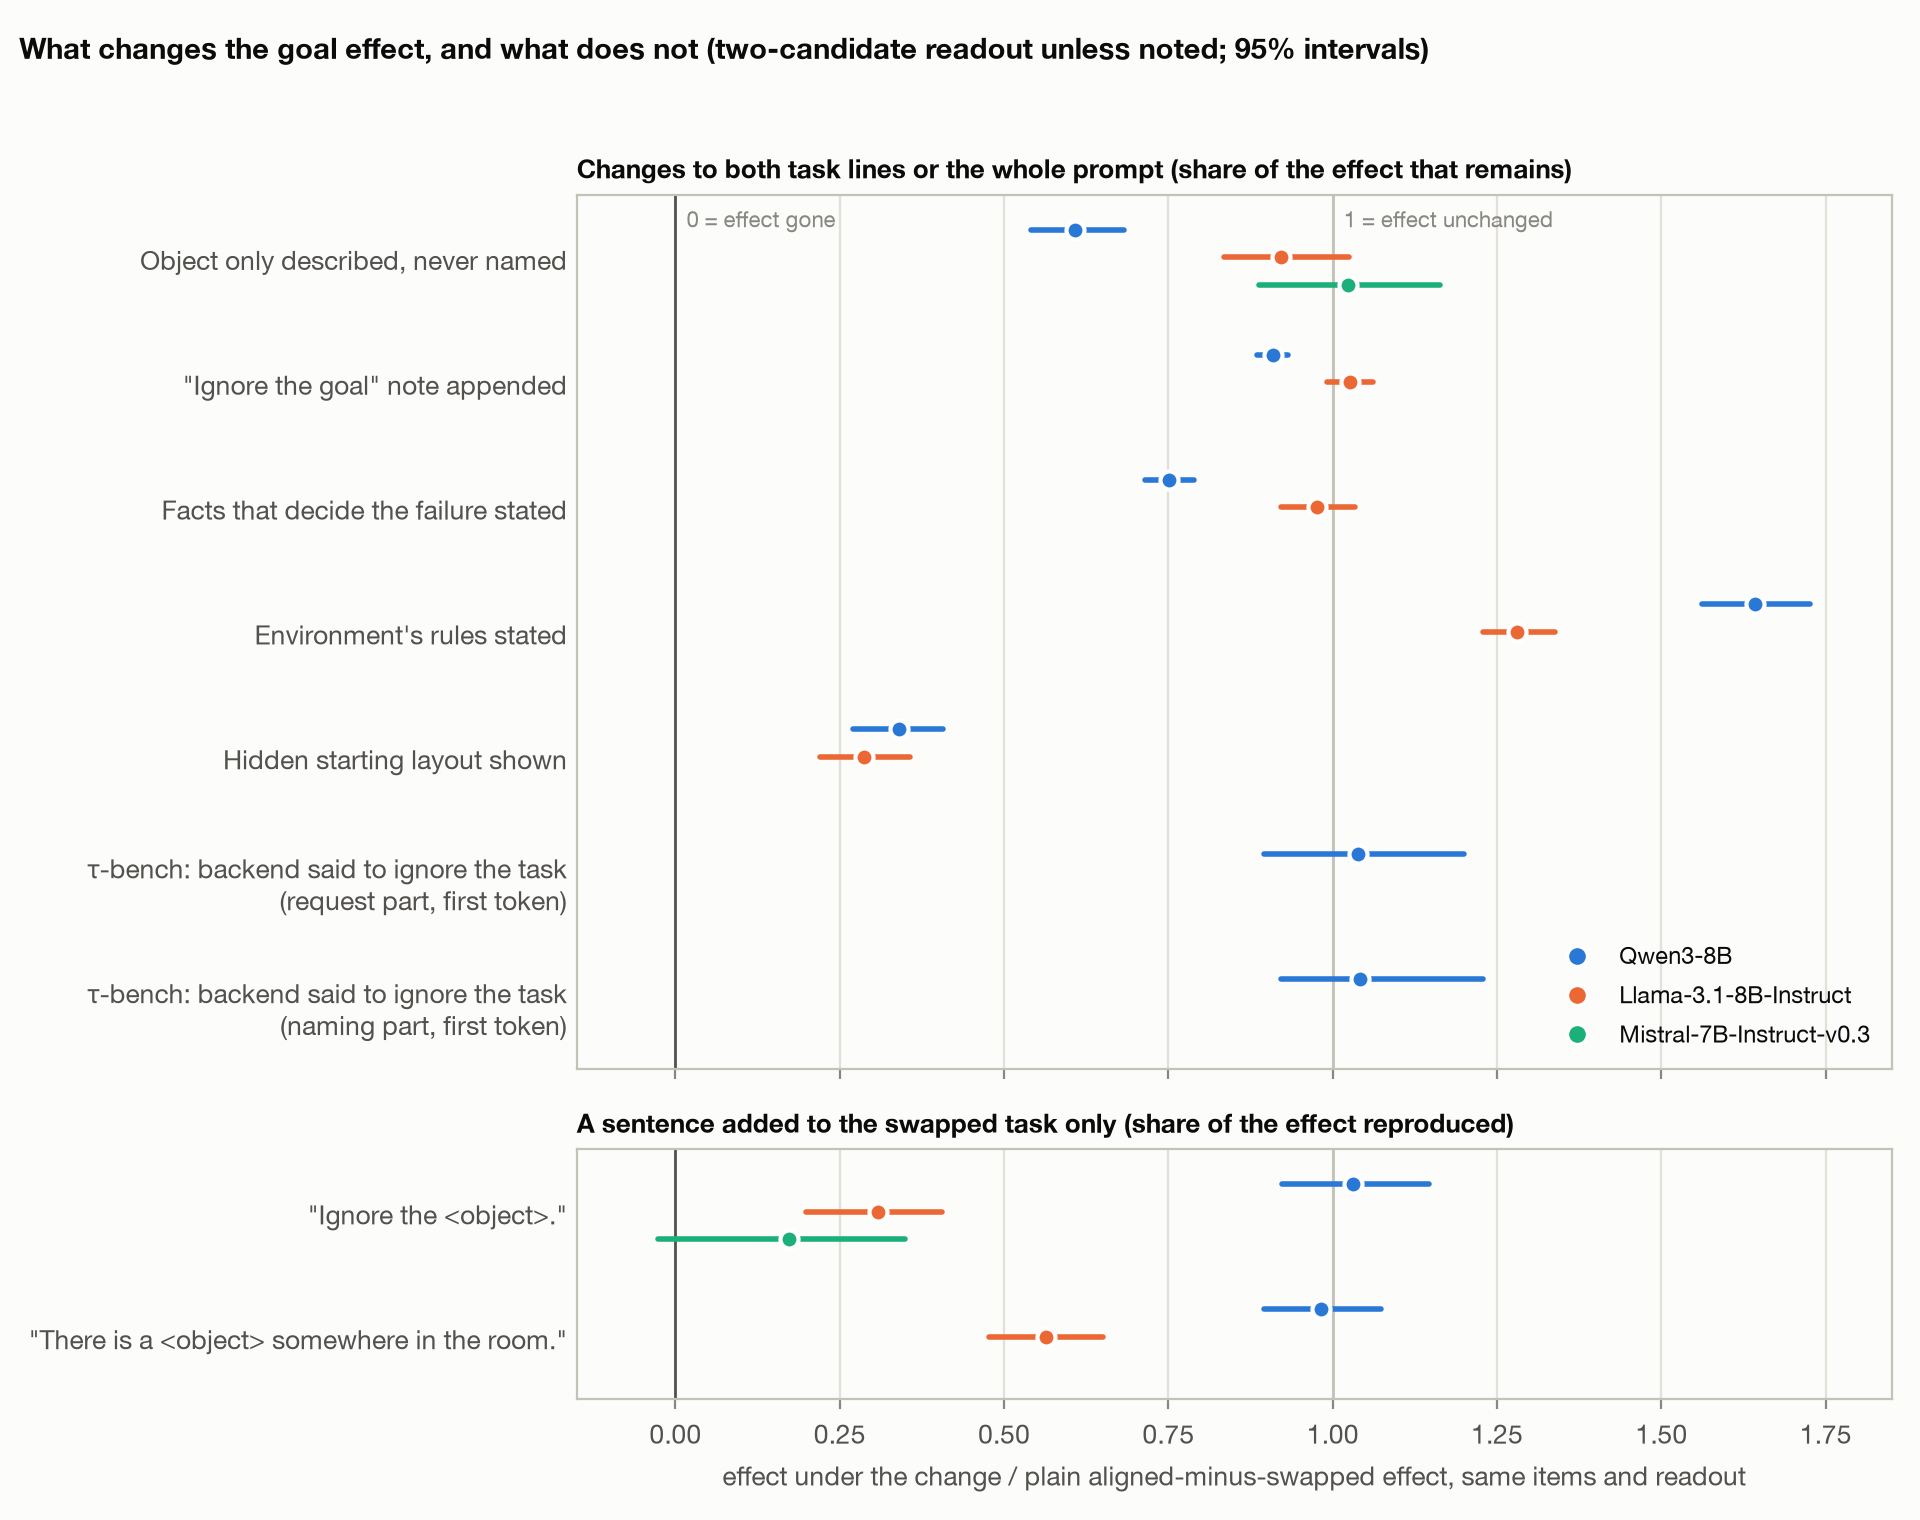 What changes the goal effect, and what does not (two-candidate readout unless noted; 95% intervals)
Changes to both task lines or the whole prompt (share of the effect that remains)
0 = effect gone
1 = effect unchanged
Object only described, never named
"Ignore the goal" note appended
Facts that decide the failure stated
Environment's rules stated
Hidden starting layout shown
τ-bench: backend said to ignore the task
(request part, first token)
τ-bench: backend said to ignore the task
(naming part, first token)
Qwen3-8B
Llama-3.1-8B-Instruct
Mistral-7B-Instruct-v0.3
A sentence added to the swapped task only (share of the effect reproduced)
"Ignore the <object>."
"There is a <object> somewhere in the room."
0.00 0.25 0.50 0.75 1.00 1.25 1.50 1.75
effect under the change / plain aligned-minus-swapped effect, same items and readout